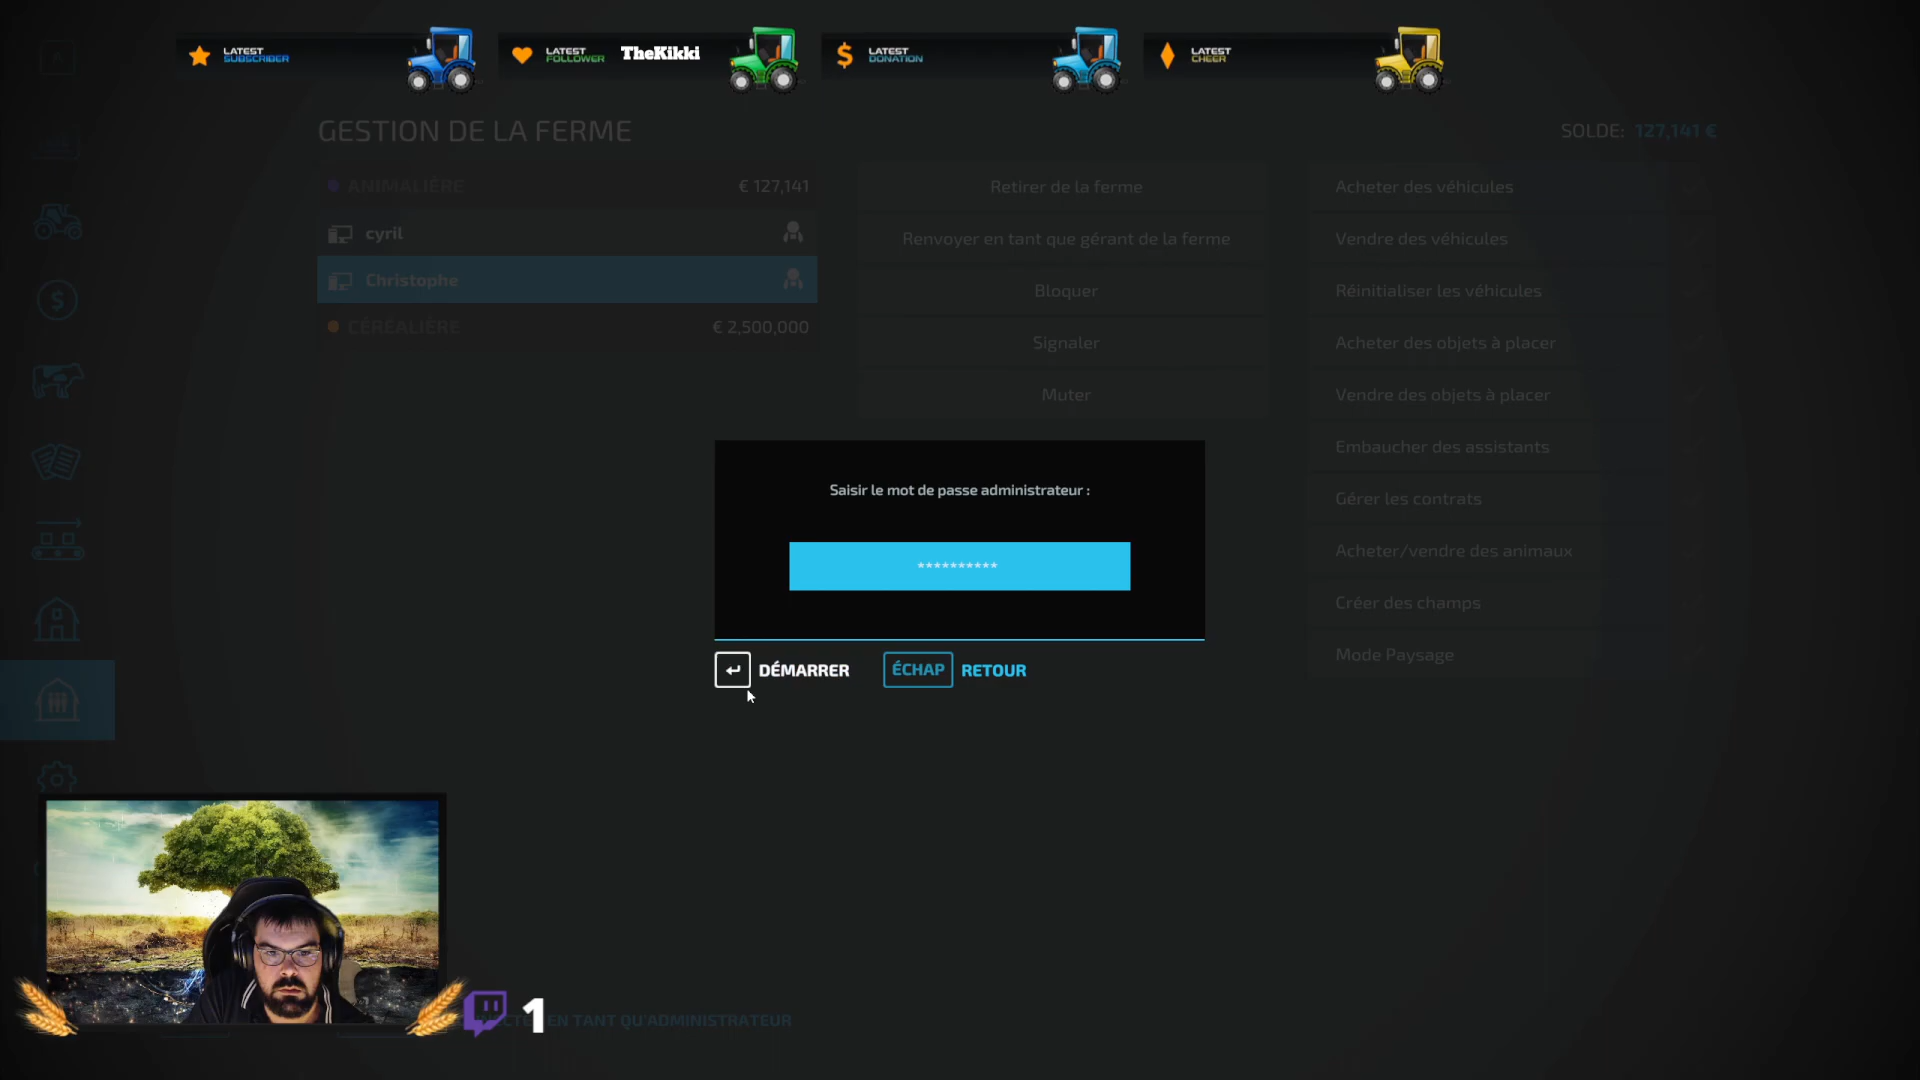 LATEST
SUBSCRIBER
LATEST
FOLLOWER
TheKikki
LATEST
DONATION
LATEST
CHEER
GESTION DE LA FERME
SOLDE: 127,141 €
ANIMALIÈRE € 127,141
cyril
Christophe
CÉRÉALIÈRE € 2,500,000
Retirer de la ferme
Renvoyer en tant que gérant de la ferme
Bloquer
Signaler
Muter
Acheter des véhicules
Vendre des véhicules
Réinitialiser les véhicules
Acheter des objets à placer
Vendre des objets à placer
Embaucher des assistants
Gérer les contrats
Acheter/vendre des animaux
Créer des champs
Mode Paysage
Saisir le mot de passe administrateur :
**********
DÉMARRER
ÉCHAP RETOUR
1
EN TANT QU'ADMINISTRATEUR